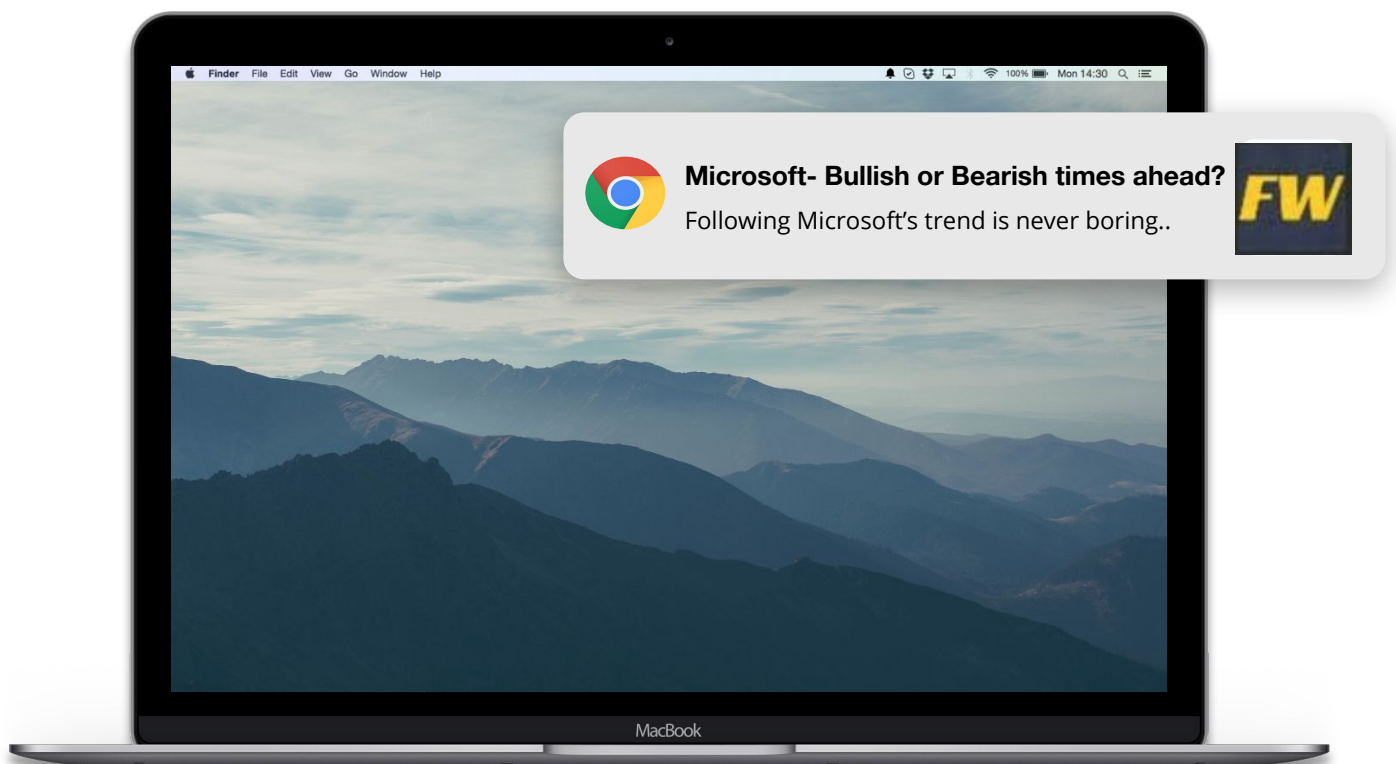 Finder File Edit View Go Window Help
100% Mon 14:30
Microsoft- Bullish or Bearish times ahead?
Following Microsoft’s trend is never boring..
FW
MacBook